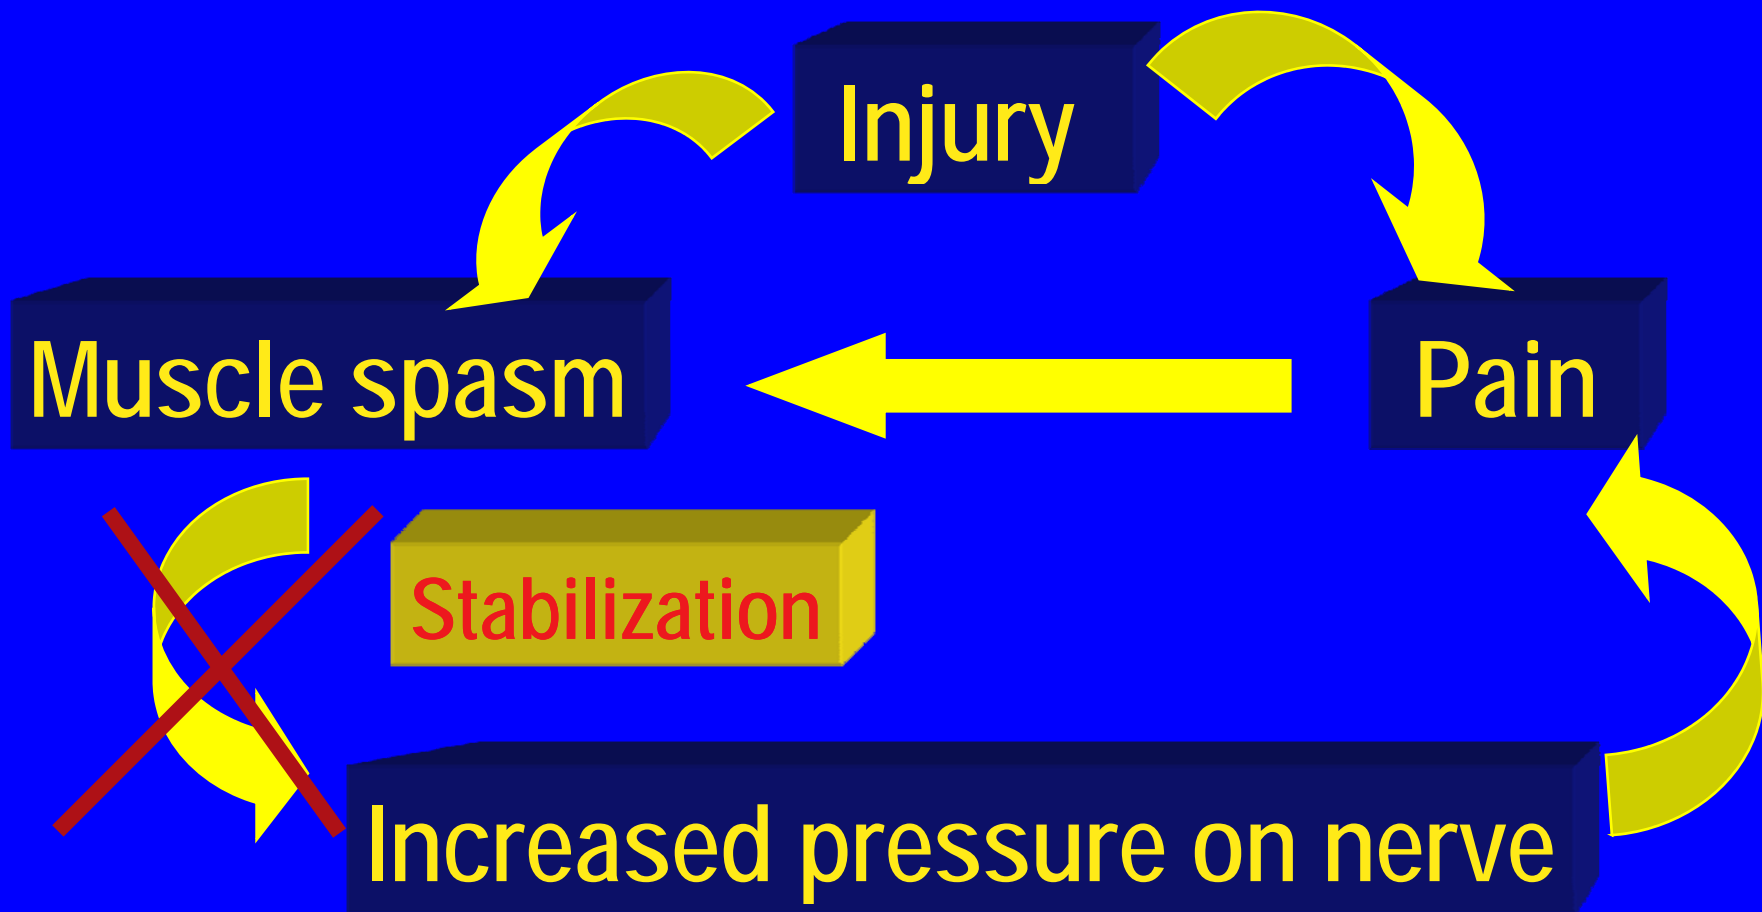 Injury
Muscle spasm
Pain
Stabilization
Increased pressure on nerve